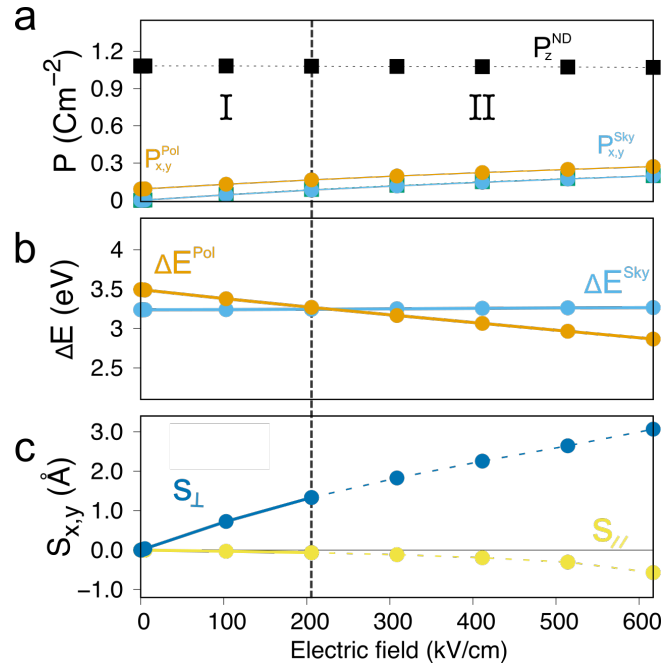 a
P (Cm⁻²)
1.2
0.9
0.6
0.3
0
P_z^ND
I
II
P_x,y^Pol
P_x,y^Sky
b
ΔE (eV)
4
3.5
3
2.5
ΔE^Pol
ΔE^Sky
c
S_x,y (Å)
3.0
2.0
1.0
0.0
−1.0
S_⊥
S_//
0 100 200 300 400 500 600
Electric field (kV/cm)